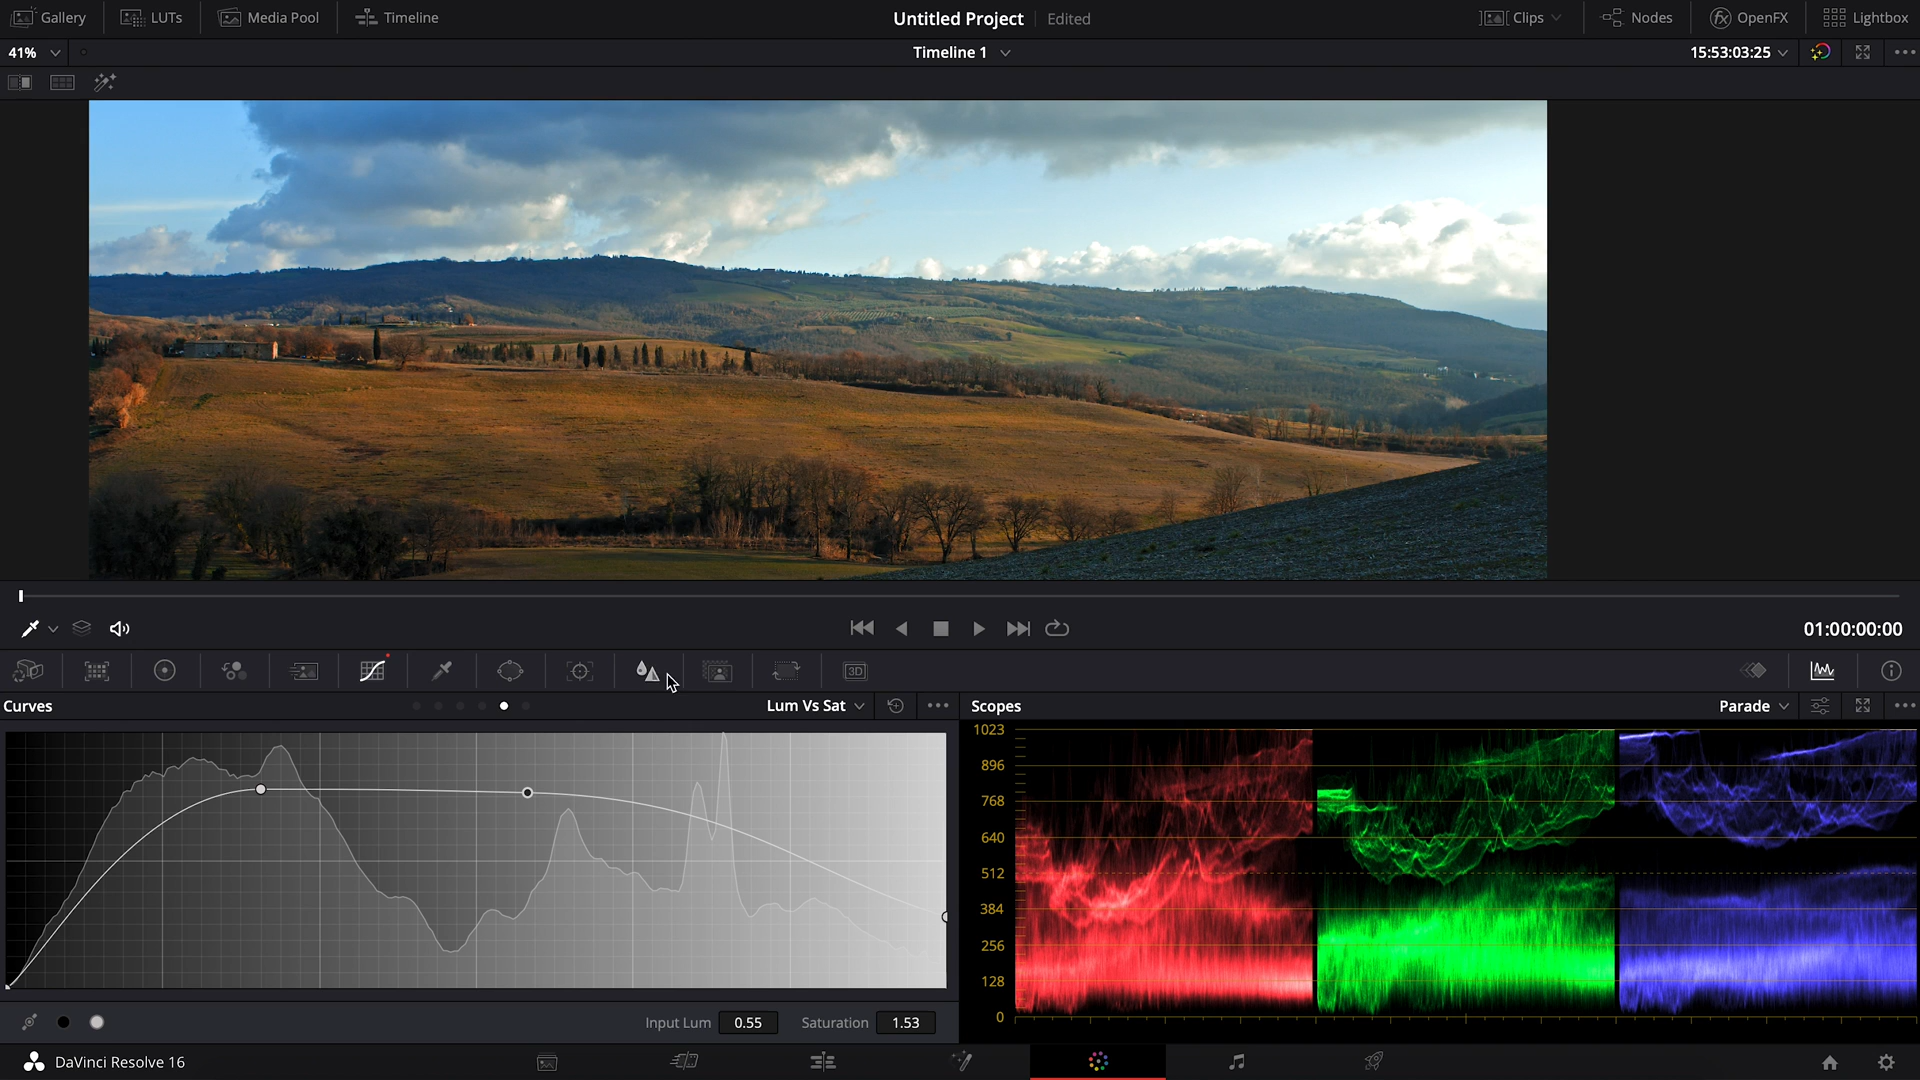 Gallery
LUTs
Media Pool
Timeline
Untitled Project
Edited
Clips
Nodes
OpenFX
Lightbox
41%
Timeline 1
15:53:03:25
01:00:00:00
3D
Curves
Lum Vs Sat
Scopes
Parade
1023
896
768
640
512
384
256
128
0
Input Lum 0.55 Saturation 1.53
DaVinci Resolve 16